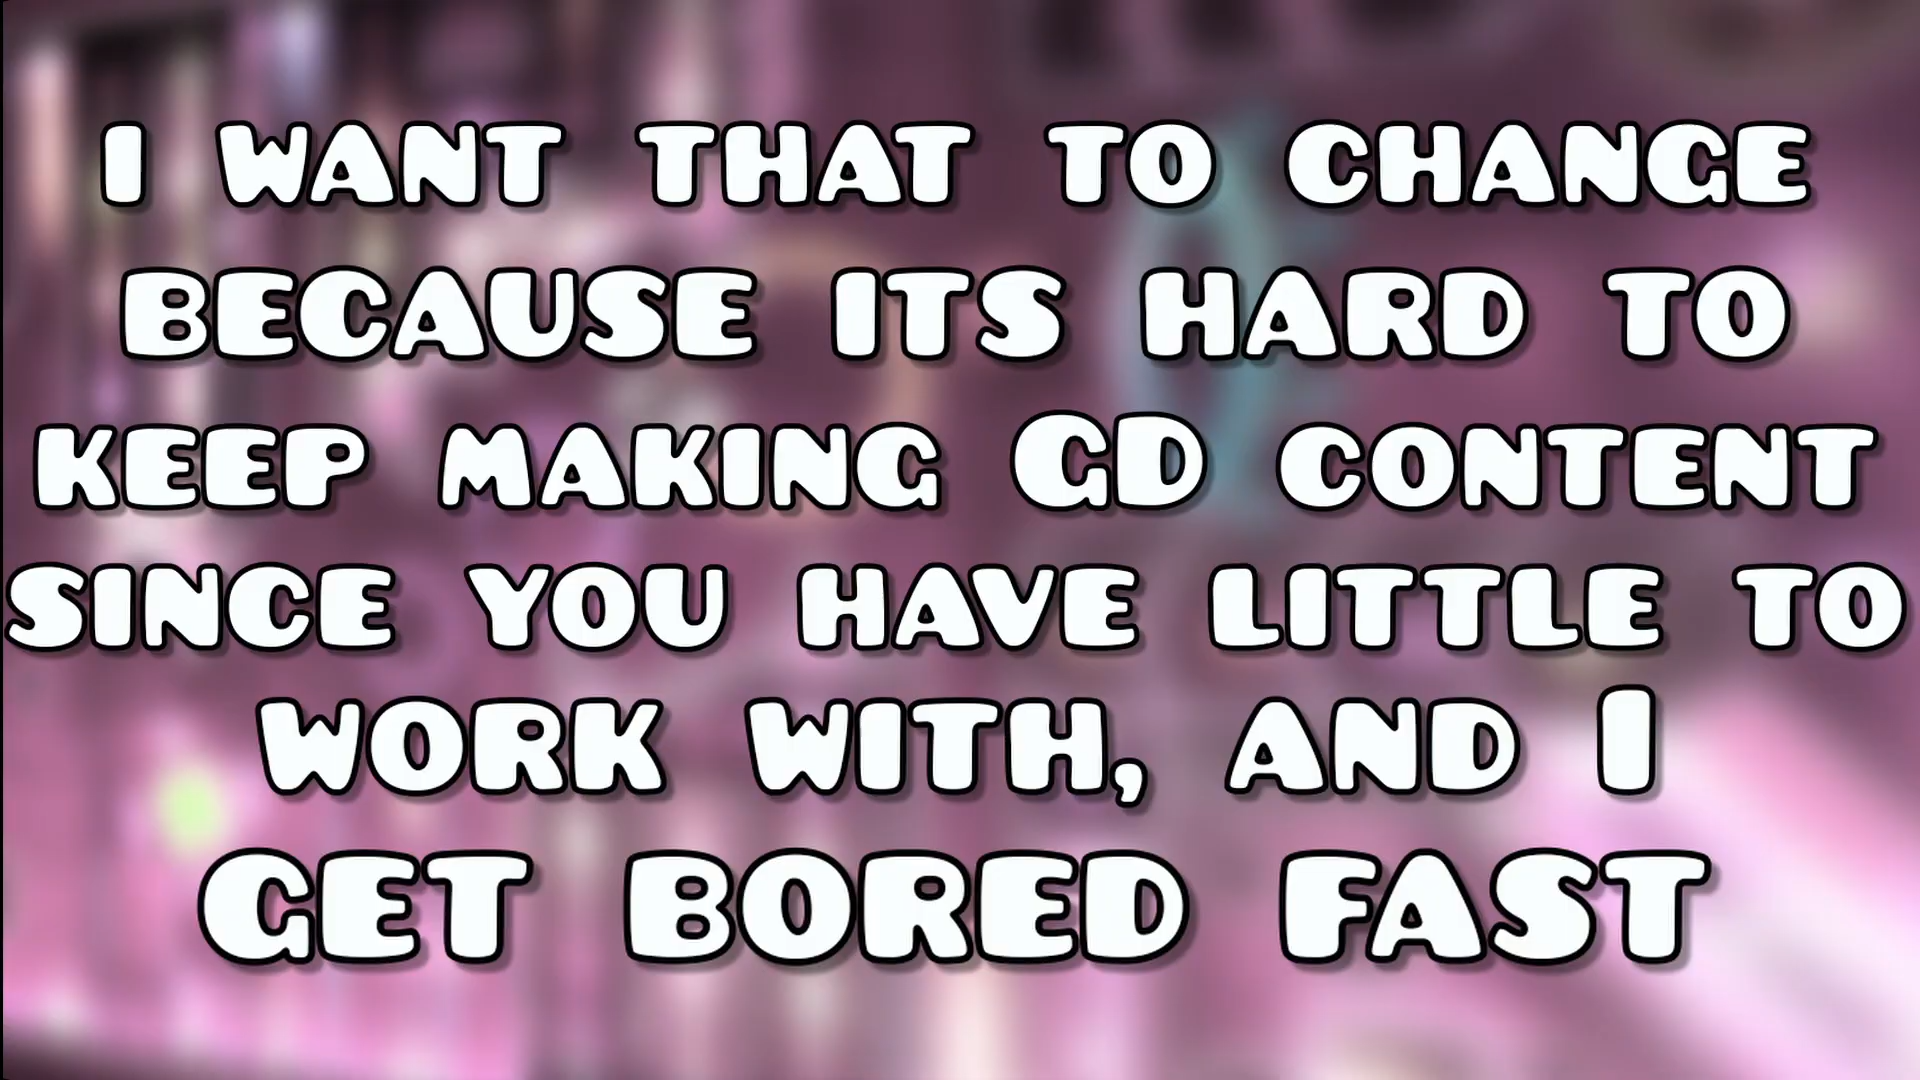 I WANT THAT TO CHANGE
BECAUSE ITS HARD TO
KEEP MAKING GD CONTENT
SINCE YOU HAVE LITTLE TO
WORK WITH, AND I
GET BORED FAST